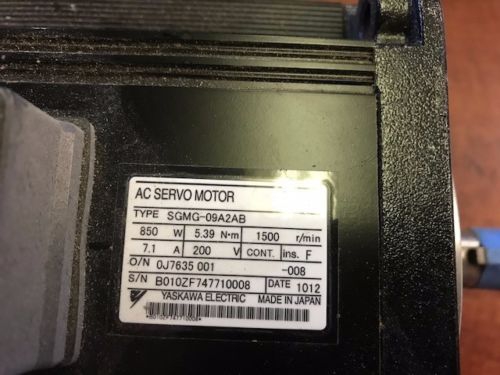 AC SERVO MOTOR
TYPE SGMG-09A2AB
850 W 5.39 N·m 1500 r/min
7.1 A 200 V CONT. ins. F
O/N 0J7635 001 -008
S/N B010ZF747710008 DATE 1012
YASKAWA ELECTRIC MADE IN JAPAN
*B010ZF747710008*